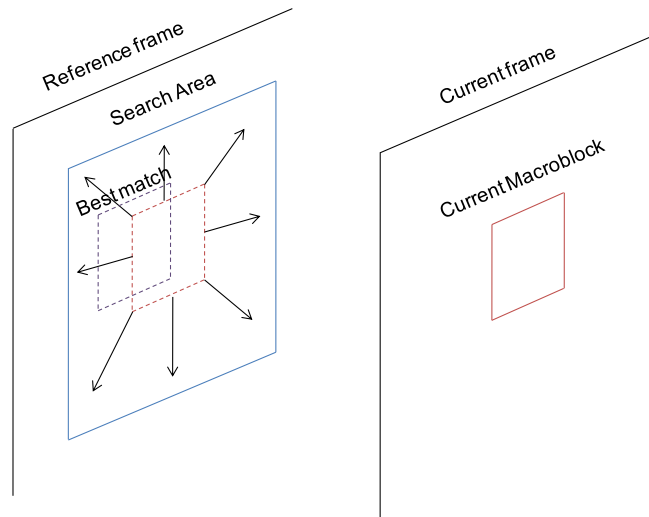 Reference frame
Search Area
Best match
Current frame
Current Macroblock